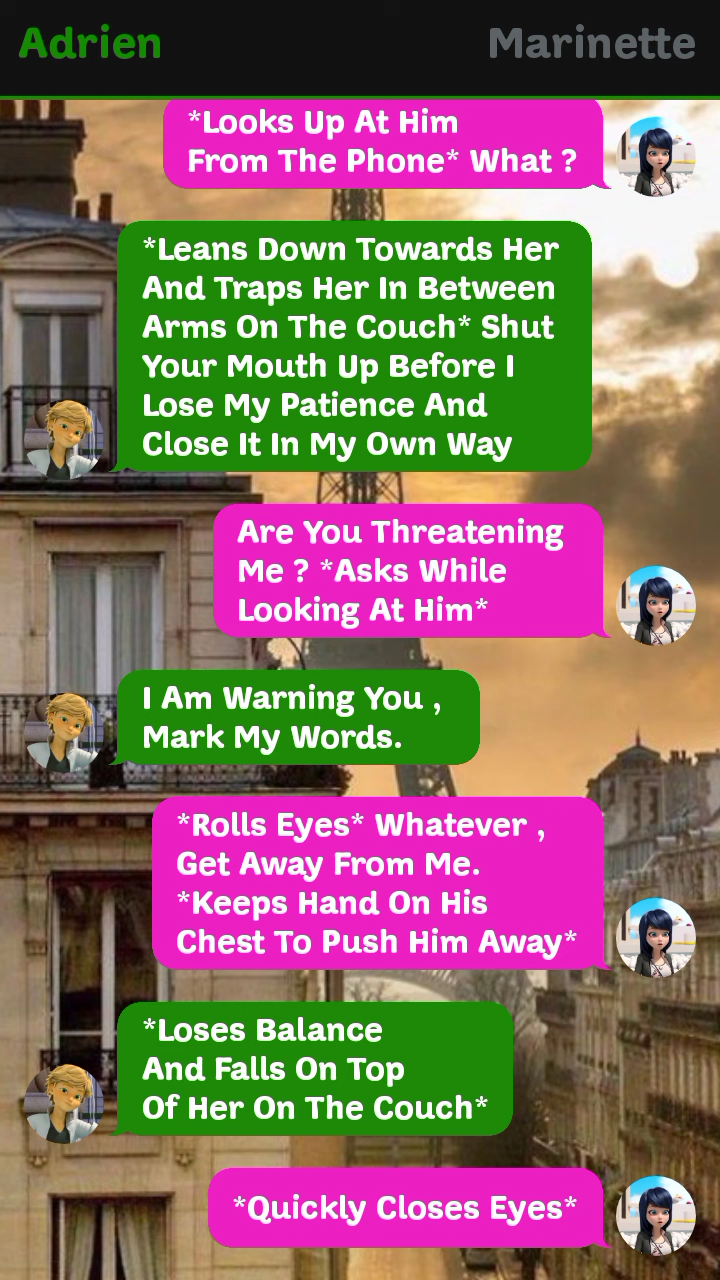 Adrien
Marinette
*Looks Up At Him
From The Phone* What ?
*Leans Down Towards Her
And Traps Her In Between
Arms On The Couch* Shut
Your Mouth Up Before I
Lose My Patience And
Close It In My Own Way
Are You Threatening
Me ? *Asks While
Looking At Him*
I Am Warning You ,
Mark My Words.
*Rolls Eyes* Whatever ,
Get Away From Me.
*Keeps Hand On His
Chest To Push Him Away*
*Loses Balance
And Falls On Top
Of Her On The Couch*
*Quickly Closes Eyes*